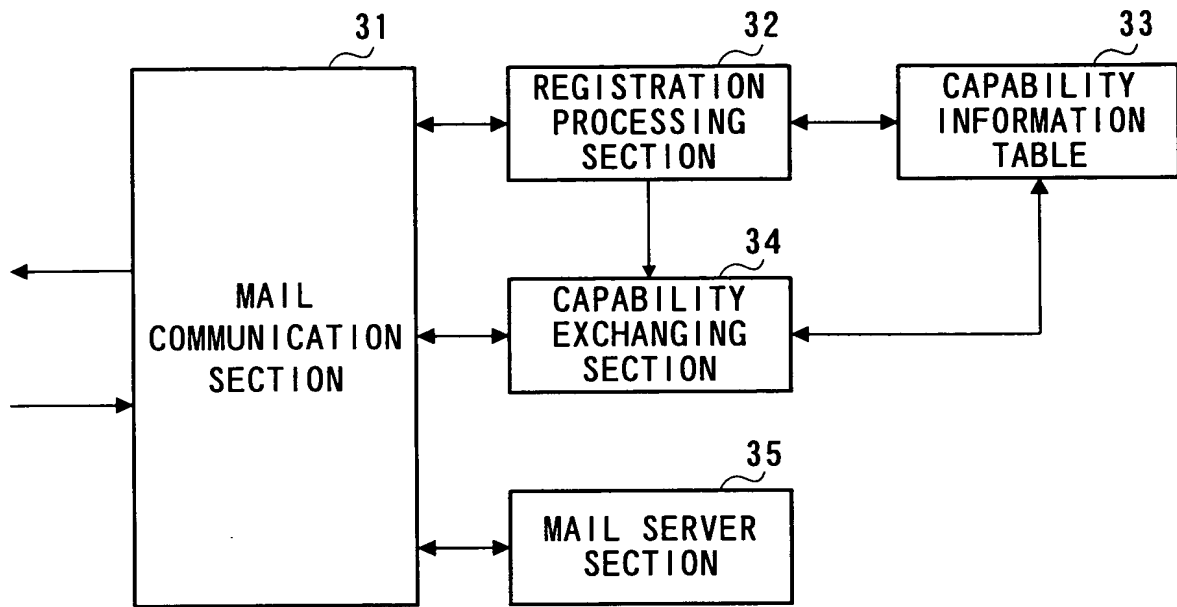 31
MAIL
COMMUNICATION
SECTION
32
REGISTRATION
PROCESSING
SECTION
33
CAPABILITY
INFORMATION
TABLE
34
CAPABILITY
EXCHANGING
SECTION
35
MAIL SERVER
SECTION